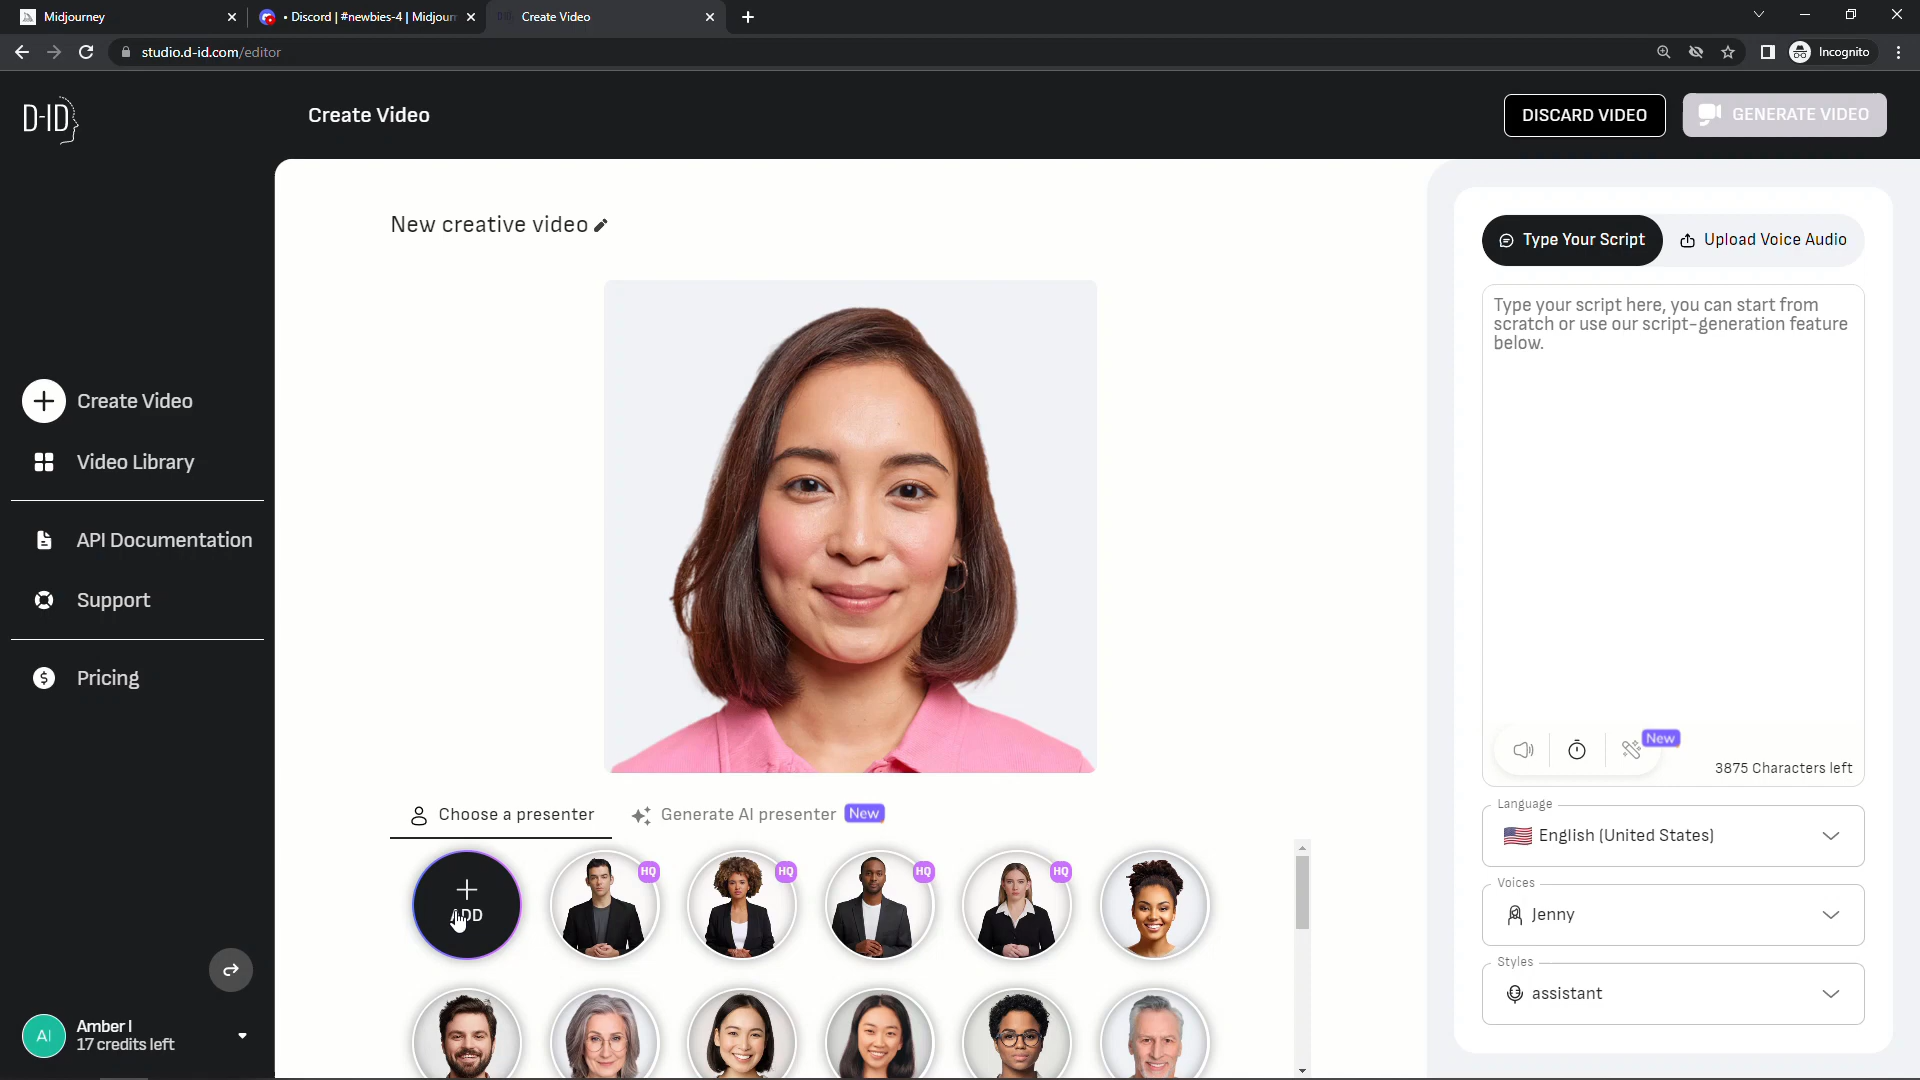 Midjourney
• Discord | #newbies-4 | Midjourn
Create Video
studio.d-id.com/editor
Incognito
D-ID
Create Video
DISCARD VIDEO
GENERATE VIDEO
New creative video
Type Your Script
Upload Voice Audio
Type your script here, you can start from
scratch or use our script-generation feature
below.
Create Video
Video Library
API Documentation
Support
Pricing
New
3875 Characters left
Choose a presenter
Generate AI presenter
New
Language
English (United States)
ADD
HQ
HQ
HQ
HQ
Voices
Jenny
Styles
assistant
AI
Amber I
17 credits left